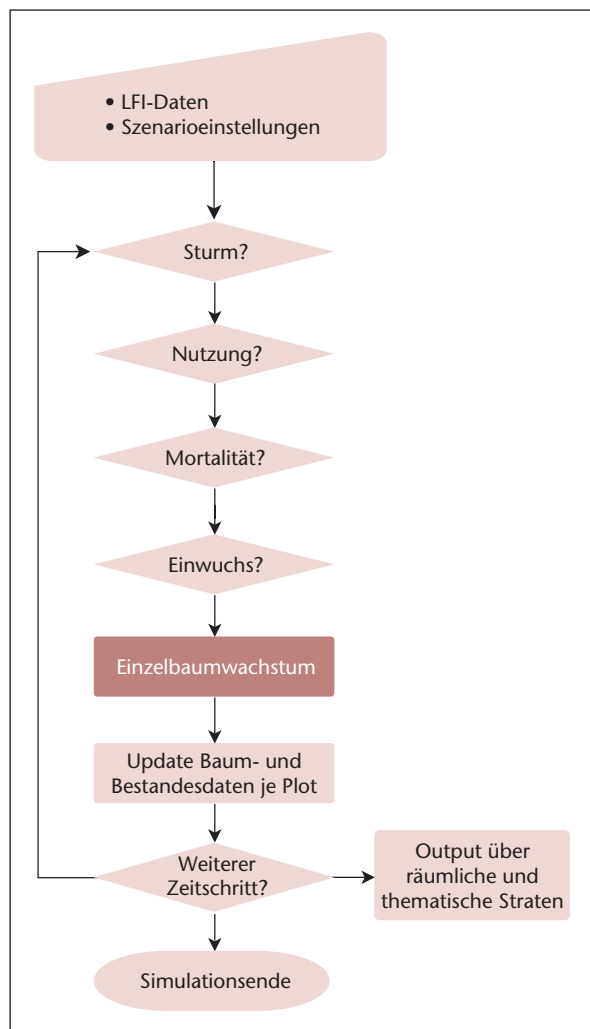 • LFI-Daten
• Szenarioeinstellungen
Sturm?
Nutzung?
Mortalität?
Einwuchs?
Einzelbaumwachstum
Update Baum- und
Bestandesdaten je Plot
Weiterer
Zeitschritt?
Output über
räumliche und
thematische Straten
Simulationsende